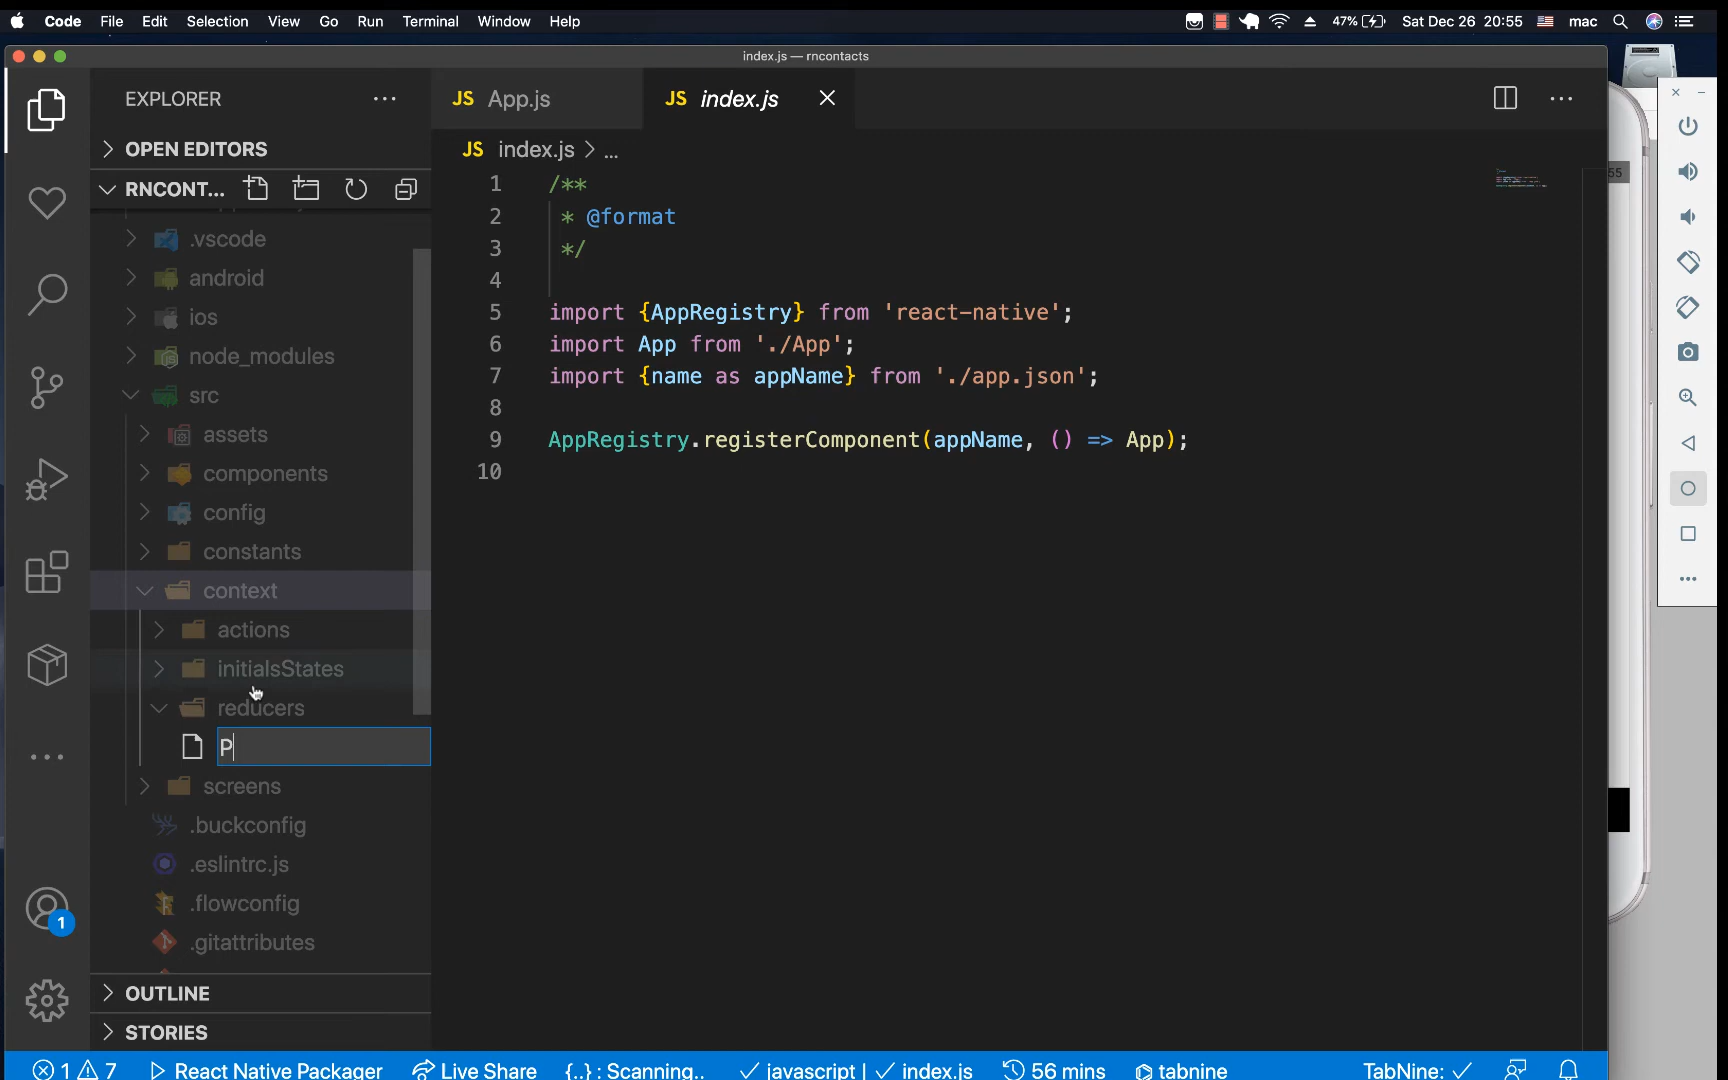 Code File Edit Selection View Go Run Terminal Window Help 47% Sat Dec 26 20:55 mac
index.js — rncontacts
EXPLORER
JS App.js
JS index.js
OPEN EDITORS
JS index.js > ...
RNCONT...
55
.vscode
android
ios
node_modules
src
assets
components
config
constants
context
actions
initialsStates
reducers
P
screens
.buckconfig
.eslintrc.js
.flowconfig
.gitattributes
OUTLINE
STORIES
1 /**
2 * @format
3 */
4
5 import {AppRegistry} from 'react-native';
6 import App from './App';
7 import {name as appName} from './app.json';
8
9 AppRegistry.registerComponent(appName, () => App);
10
1
1 7 React Native Packager Live Share {..} : Scanning.. ✓ javascript | ✓ index.js 56 mins tabnine TabNine: ✓